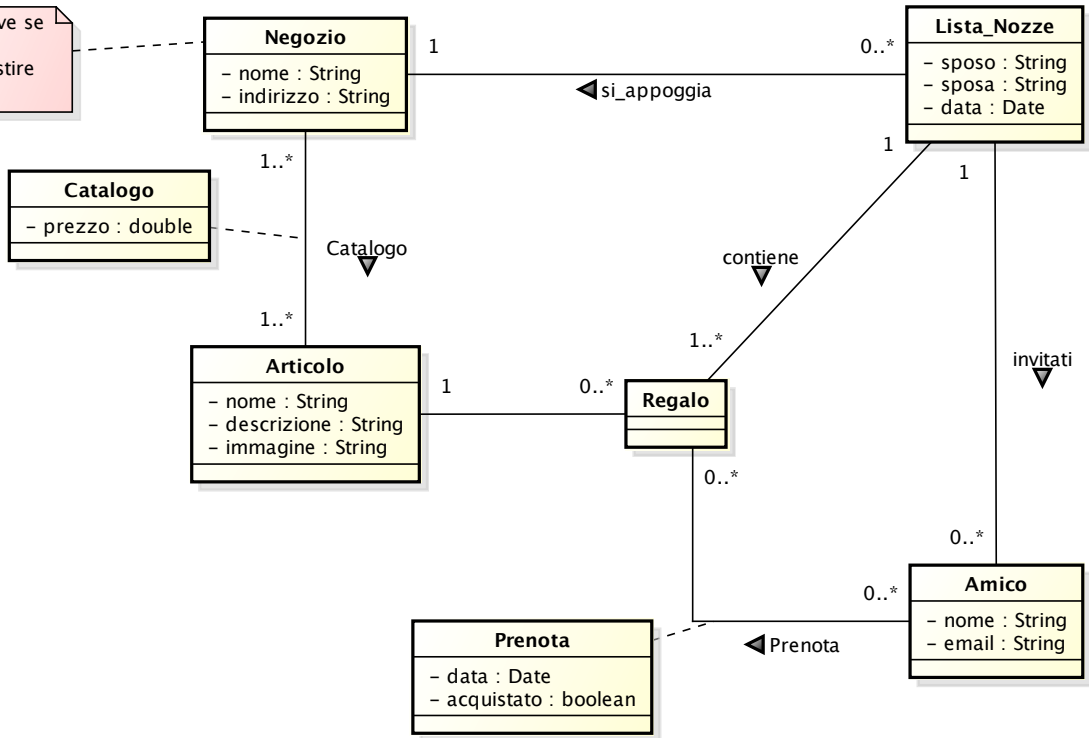 ve se
stire
Negozio
– nome : String
– indirizzo : String
1
0..*
si_appoggia
Lista_Nozze
– sposo : String
– sposa : String
– data : Date
1..*
1
1
Catalogo
– prezzo : double
Catalogo
contiene
1..*
1..*
invitati
Articolo
– nome : String
– descrizione : String
– immagine : String
1
0..*
Regalo
0..*
0..*
0..*
Amico
– nome : String
– email : String
Prenota
– data : Date
– acquistato : boolean
Prenota